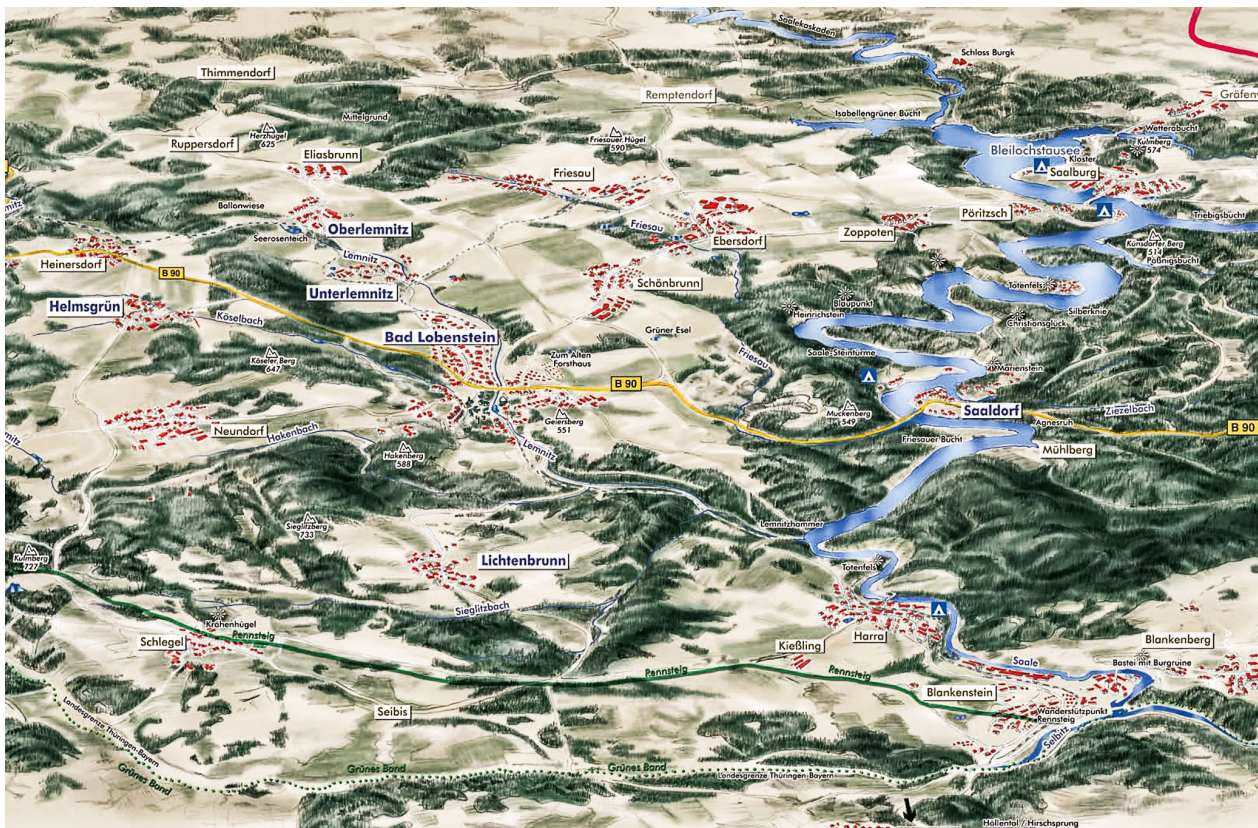 Saalekaskaden
Schloss Burgk
Thimmendorf
Remptendorf
Mittelgrund
Isabellengrüner Bucht
Wetterabucht
Herzhügel
625
Friesauer Hügel
590
Kulmberg
574
Ruppersdorf
Eliasbrunn
Bleilochstausee
Kloster
Saalburg
Friesau
Ballonwiese
Pöritzsch
Triebigsbucht
Oberlemnitz
Friesau
Ebersdorf
Zoppoten
Seerosenteich
Künsdorfer Berg
514
Poßnigsbucht
Heinersdorf
Lemnitz
B 90
Unterlemnitz
Schönbrunn
Totenfels
Blaupunkt
Heinrichstein
Silberknie
Helmsgrün
Köselbach
Christiansglück
Grüner Esel
Bad Lobenstein
Saale-Steintürme
Köseler Berg
647
Zum Alten
Forsthaus
Friesau
Marienstein
B 90
Muckenberg
549
Saaldorf
Ziezelbach
Geiersberg
551
Agnesruh
B 90
Neundorf
Hakenbach
Friesauer Bucht
Mühlberg
Hakenberg
588
Lemnitz
Sieglitzberg
733
Lemnitzhammer
Kulmberg
727
Lichtenbrunn
Totenfels
Sieglitzbach
Krähenhügel
Rennsteig
Harra
Schlegel
Kießling
Blankenberg
Saale
Bastei mit Burgruine
Rennsteig
Rennsteig
Blankenstein
Seibis
Wanderstützpunkt
Rennsteig
Selbitz
Landesgrenze Thüringen-Bayern
Grünes Band
Grünes Band
Grünes Band
Landesgrenze Thüringen-Bayern
Höllental / Hirschsprung